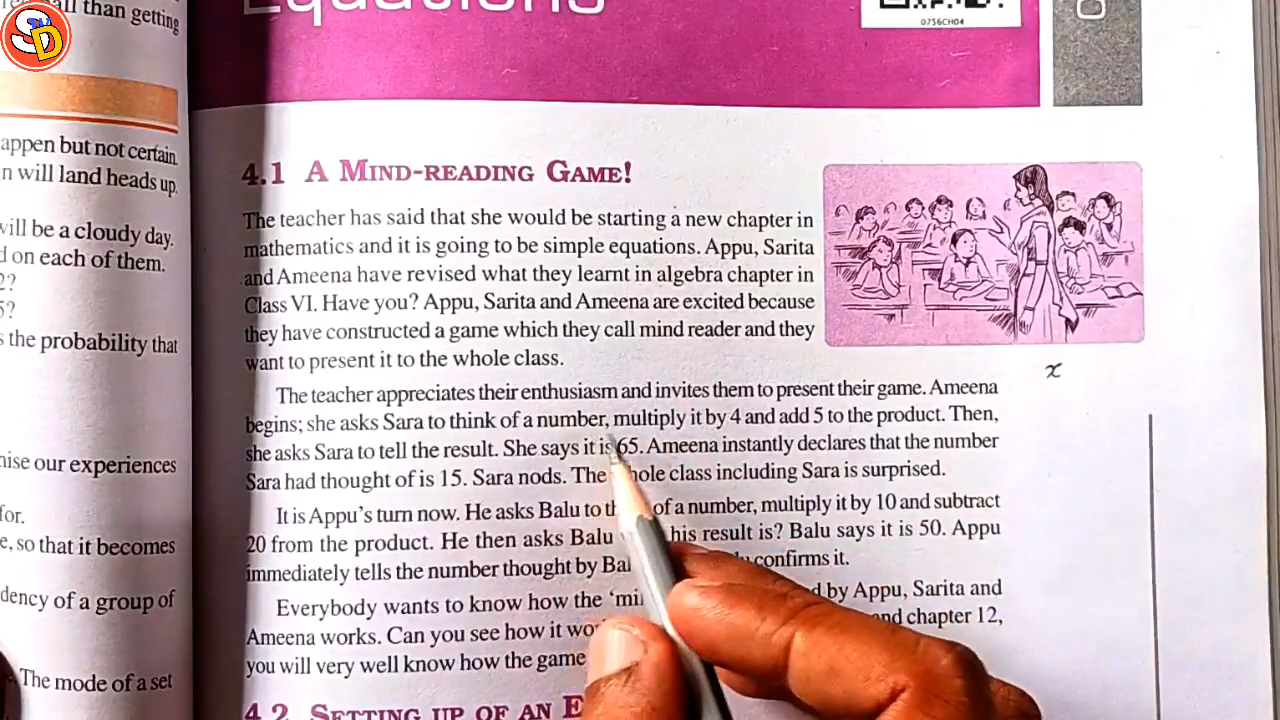 all than getting
appen but not certain.
n will land heads up.
will be a cloudy day.
d on each of them.
2?
5?
s the probability that
nise our experiences
for.
e, so that it becomes
dency of a group of
The mode of a set
SD
Equations
0756CH04
4.1 A MIND-READING GAME!
The teacher has said that she would be starting a new chapter in
mathematics and it is going to be simple equations. Appu, Sarita
and Ameena have revised what they learnt in algebra chapter in
Class VI. Have you? Appu, Sarita and Ameena are excited because
they have constructed a game which they call mind reader and they
want to present it to the whole class.
x
The teacher appreciates their enthusiasm and invites them to present their game. Ameena
begins; she asks Sara to think of a number, multiply it by 4 and add 5 to the product. Then,
she asks Sara to tell the result. She says it is 65. Ameena instantly declares that the number
Sara had thought of is 15. Sara nods. The whole class including Sara is surprised.
It is Appu's turn now. He asks Balu to th of a number, multiply it by 10 and subtract
20 from the product. He then asks Balu his result is? Balu says it is 50. Appu
immediately tells the number thought by Bal confirms it.
Everybody wants to know how the 'mi by Appu, Sarita and
Ameena works. Can you see how it wo and chapter 12,
you will very well know how the game
4.2 SETTING UP OF AN E